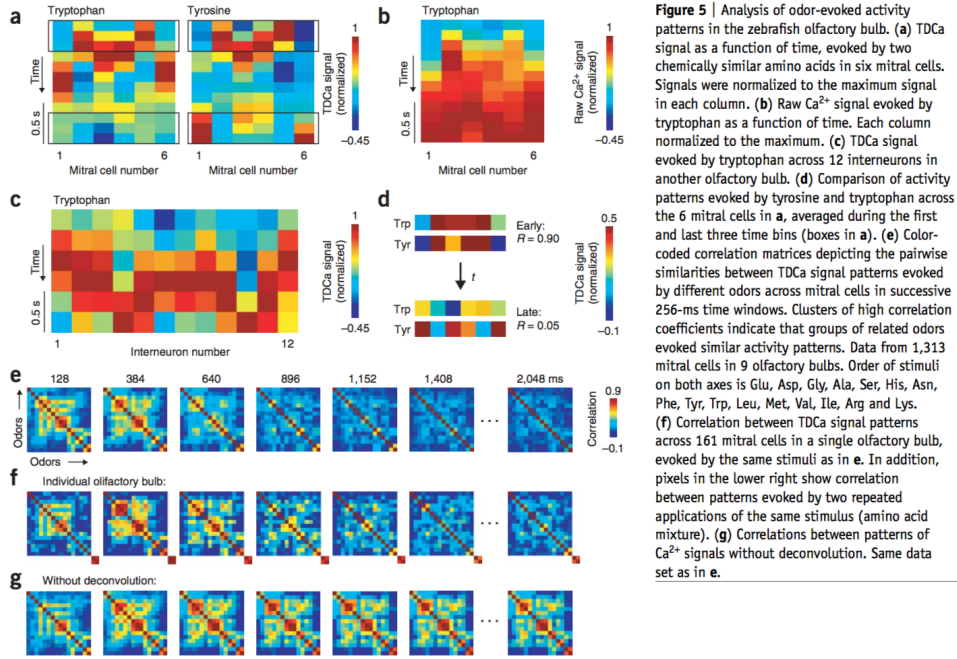 a
Tryptophan
Tyrosine
Time
0.5 s
1
6
1
6
Mitral cell number
1
TDCa signal
(normalized)
−0.45
b
Tryptophan
Time
0.5 s
1
6
Mitral cell number
1
Raw Ca2+ signal
(normalized)
−0.45
c
Tryptophan
Time
0.5 s
1
12
Interneuron number
1
TDCa signal
(normalized)
−0.45
d
Trp
Tyr
Early:
R = 0.90
t
Trp
Tyr
Late:
R = 0.05
0.5
TDCa signal
(normalized)
−0.1
e
128
384
640
896
1,152
1,408
2,048 ms
Odors
Odors
...
0.9
Correlation
−0.1
f
Individual olfactory bulb:
...
g
Without deconvolution:
...
Figure 5 | Analysis of odor-evoked activity
patterns in the zebrafish olfactory bulb. (a) TDCa
signal as a function of time, evoked by two
chemically similar amino acids in six mitral cells.
Signals were normalized to the maximum signal
in each column. (b) Raw Ca2+ signal evoked by
tryptophan as a function of time. Each column
normalized to the maximum. (c) TDCa signal
evoked by tryptophan across 12 interneurons in
another olfactory bulb. (d) Comparison of activity
patterns evoked by tyrosine and tryptophan across
the 6 mitral cells in a, averaged during the first
and last three time bins (boxes in a). (e) Color-
coded correlation matrices depicting the pairwise
similarities between TDCa signal patterns evoked
by different odors across mitral cells in successive
256-ms time windows. Clusters of high correlation
coefficients indicate that groups of related odors
evoked similar activity patterns. Data from 1,313
mitral cells in 9 olfactory bulbs. Order of stimuli
on both axes is Glu, Asp, Gly, Ala, Ser, His, Asn,
Phe, Tyr, Trp, Leu, Met, Val, Ile, Arg and Lys.
(f) Correlation between TDCa signal patterns
across 161 mitral cells in a single olfactory bulb,
evoked by the same stimuli as in e. In addition,
pixels in the lower right show correlation
between patterns evoked by two repeated
applications of the same stimulus (amino acid
mixture). (g) Correlations between patterns of
Ca2+ signals without deconvolution. Same data
set as in e.